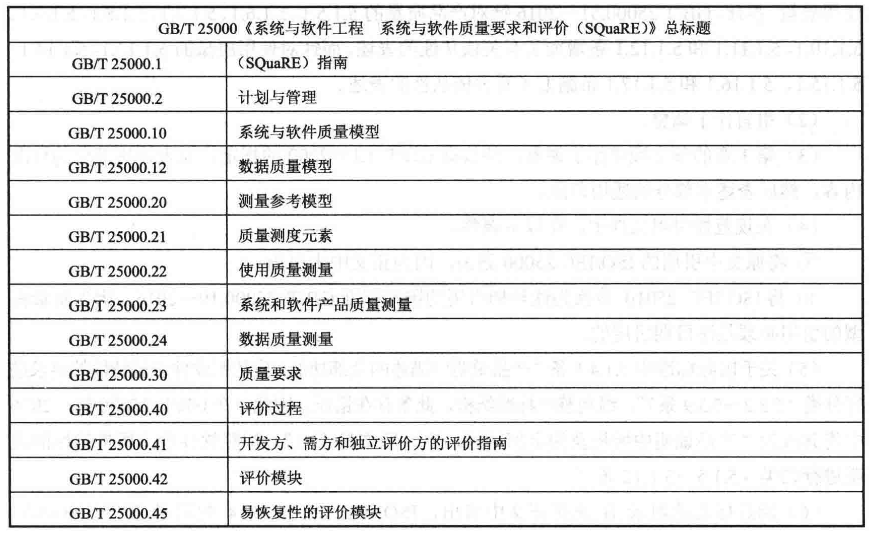 GB/T 25000《系统与软件工程 系统与软件质量要求和评价（SQuaRE）》总标题
GB/T 25000.1 （SQuaRE）指南
GB/T 25000.2 计划与管理
GB/T 25000.10 系统与软件质量模型
GB/T 25000.12 数据质量模型
GB/T 25000.20 测量参考模型
GB/T 25000.21 质量测度元素
GB/T 25000.22 使用质量测量
GB/T 25000.23 系统和软件产品质量测量
GB/T 25000.24 数据质量测量
GB/T 25000.30 质量要求
GB/T 25000.40 评价过程
GB/T 25000.41 开发方、需方和独立评价方的评价指南
GB/T 25000.42 评价模块
GB/T 25000.45 易恢复性的评价模块